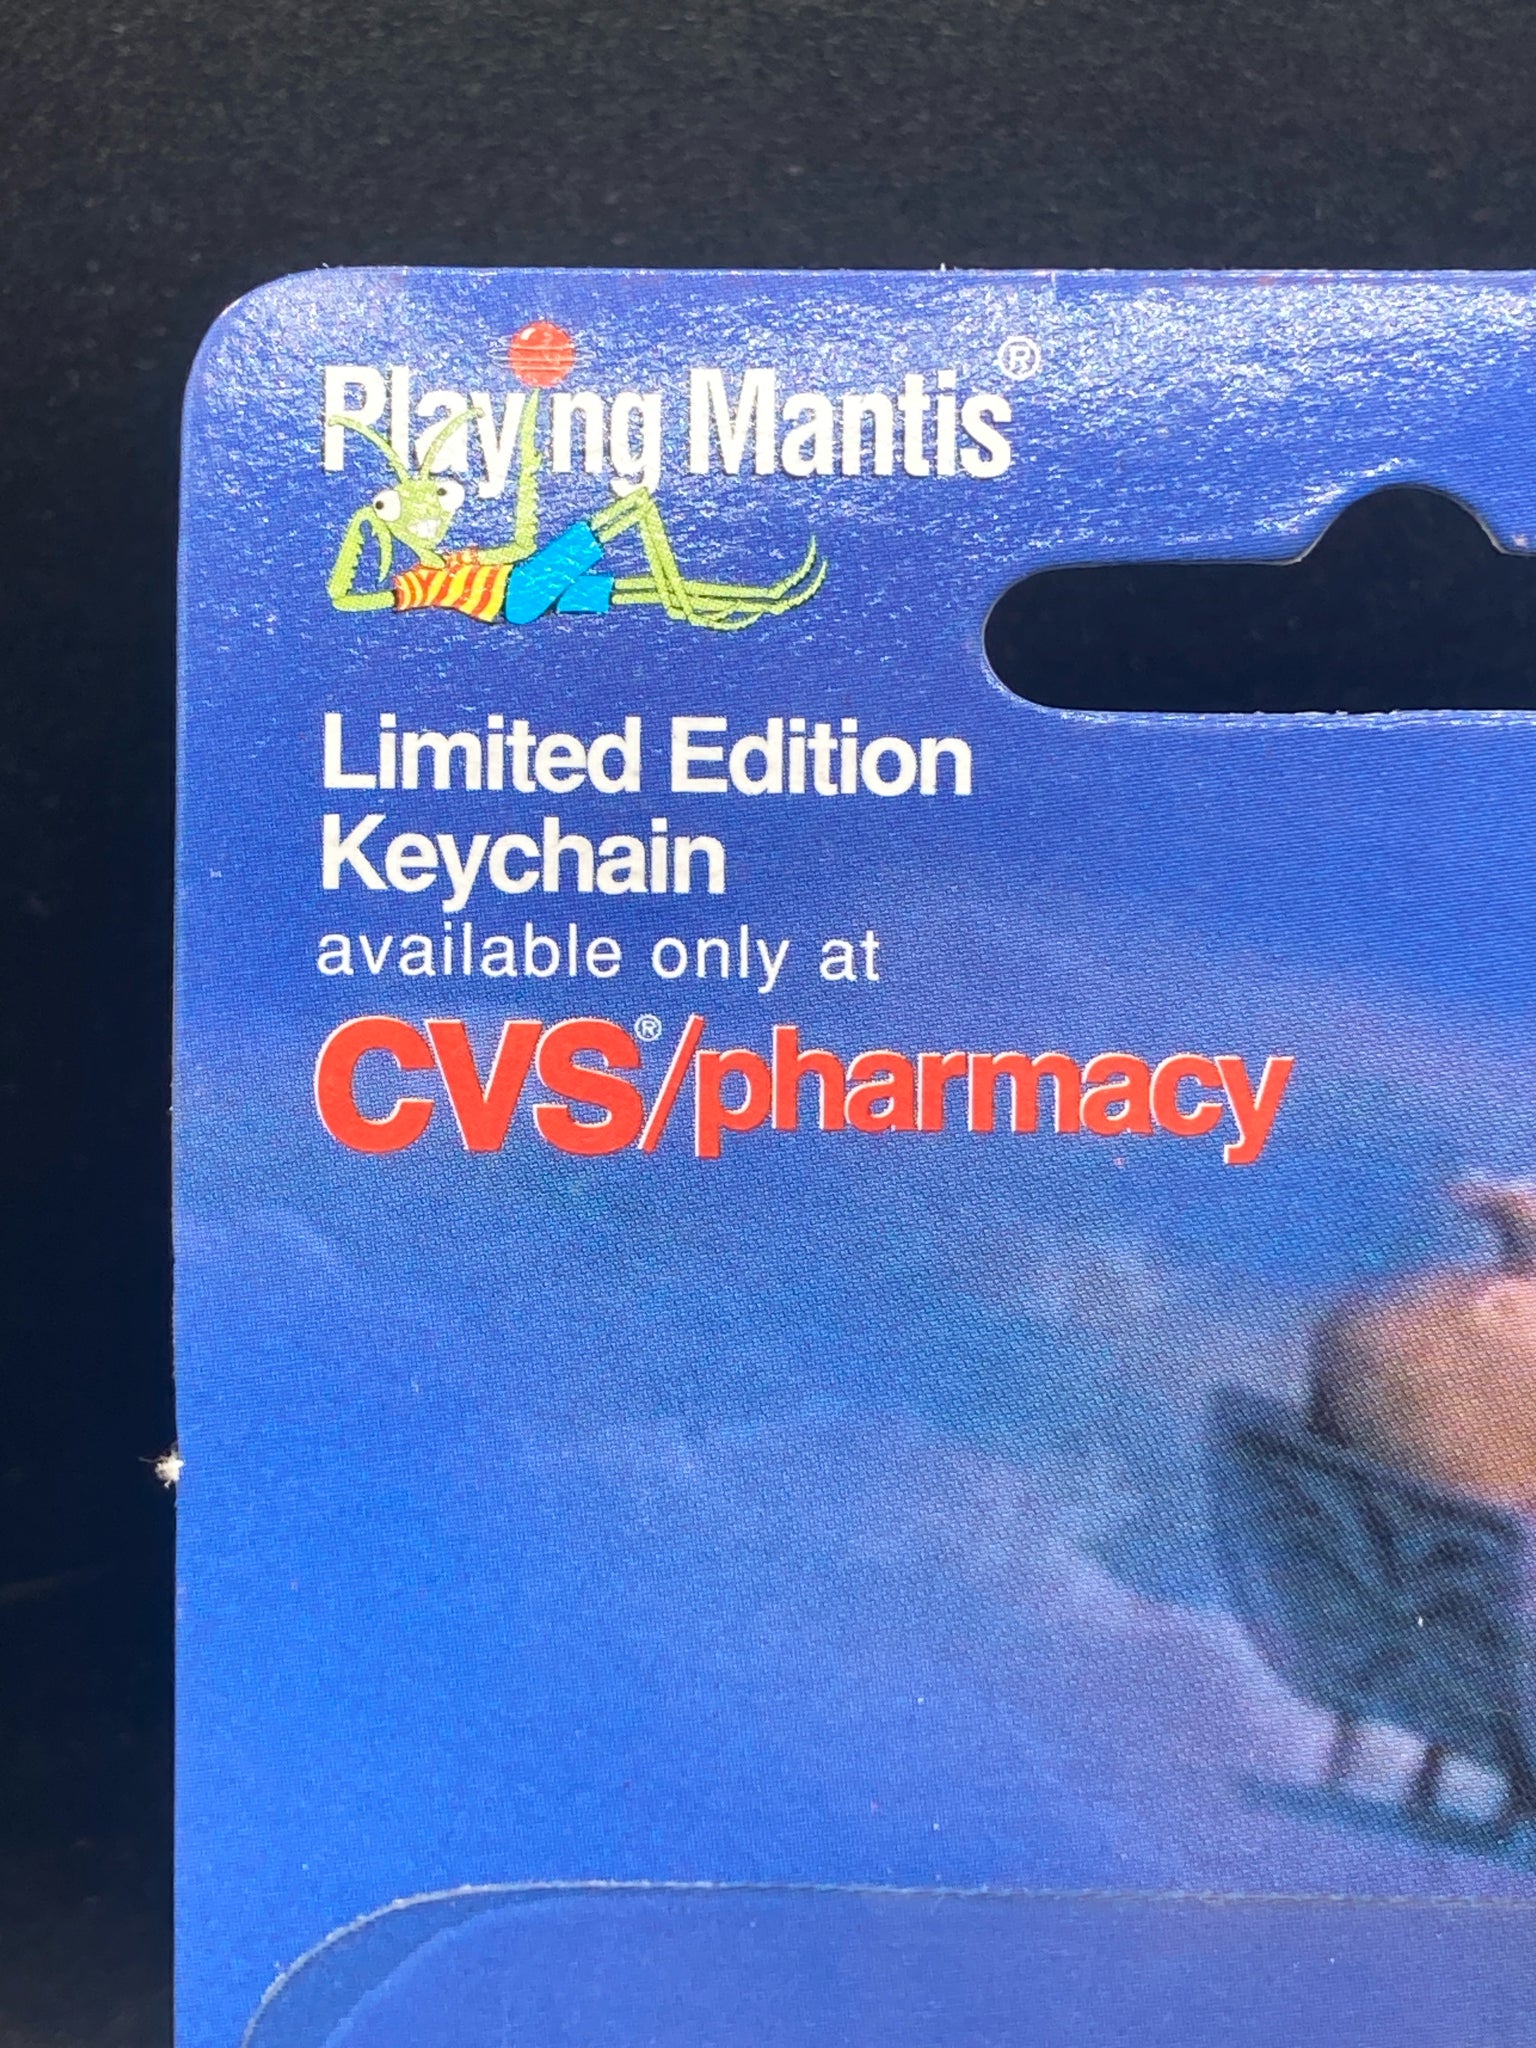 Playing Mantis®
Limited Edition
Keychain
available only at
CVS®/pharmacy